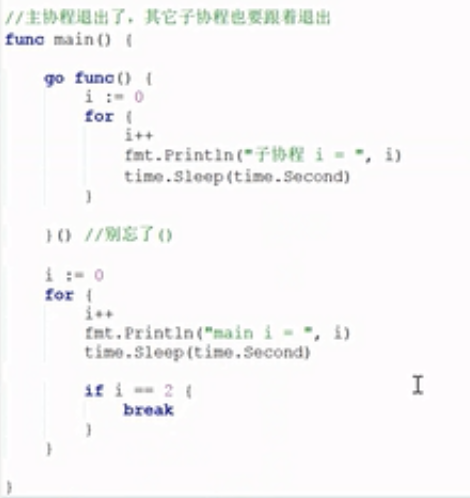 //主协程退出了，其它子协程也要跟着退出
func main() {
go func() {
i := 0
for {
i++
fmt.Println("子协程 i = ", i)
time.Sleep(time.Second)
}
}() //别忘了()
i := 0
for {
i++
fmt.Println("main i = ", i)
time.Sleep(time.Second)
if i == 2 {
break
}
}
}